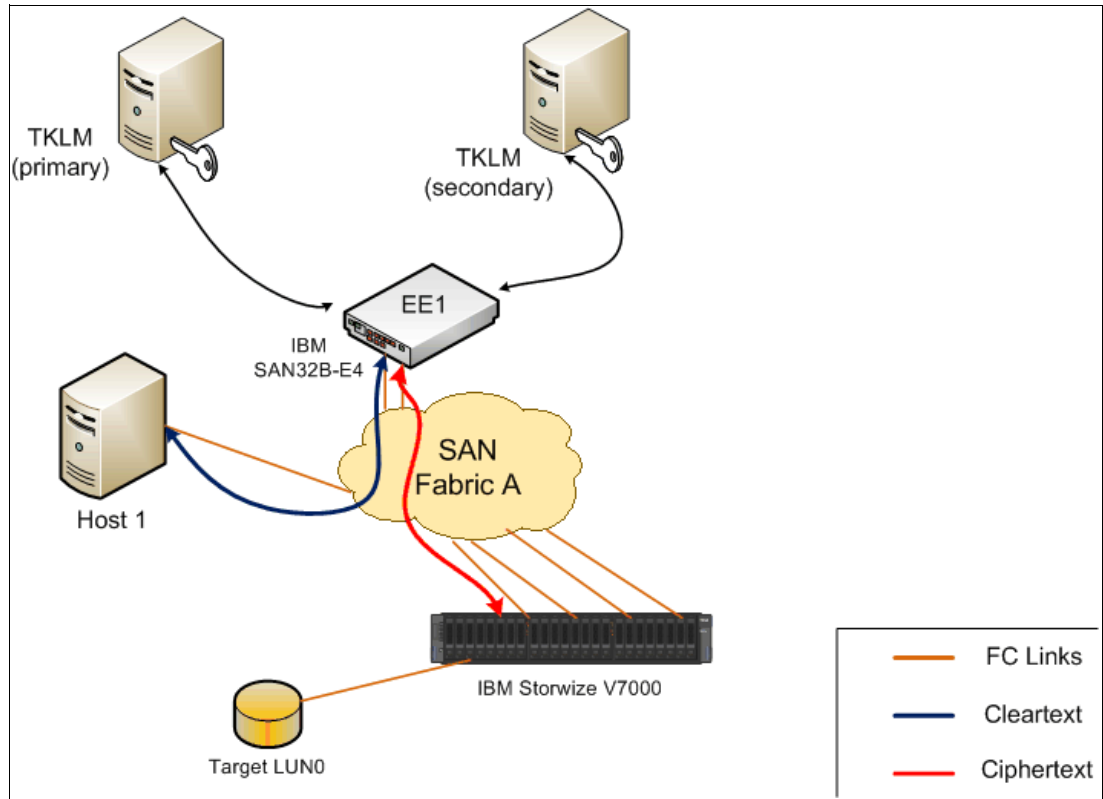 TKLM
(primary)
TKLM
(secondary)
EE1
IBM
SAN32B-E4
SAN
Fabric A
Host 1
IBM Storwize V7000
Target LUN0
FC Links
Cleartext
Ciphertext